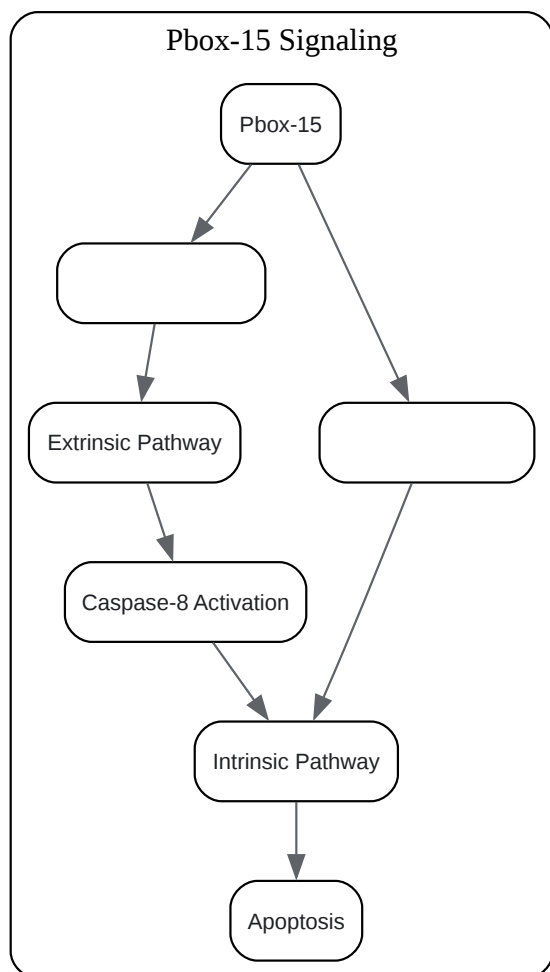 Pbox-15 Signaling
Pbox-15
Extrinsic Pathway
Caspase-8 Activation
Intrinsic Pathway
Apoptosis